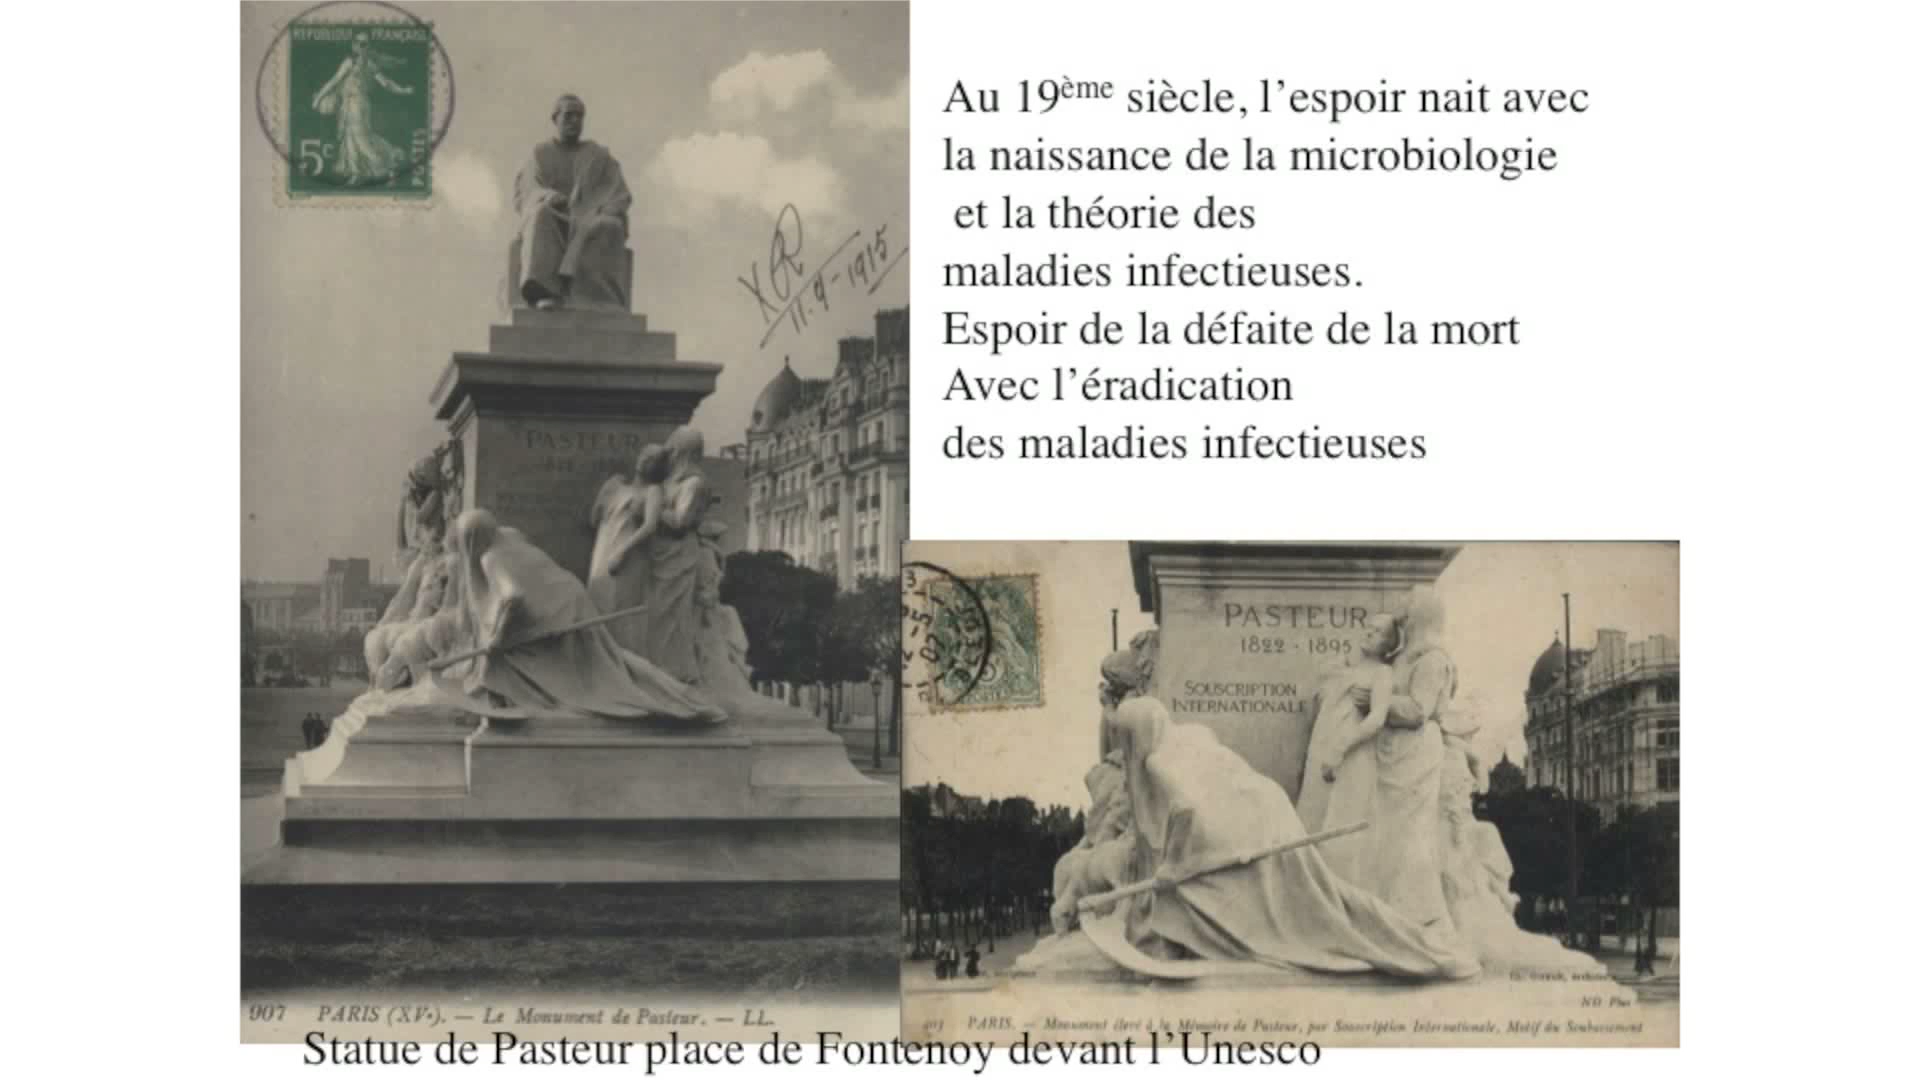 REPUBLIQUE FRANÇAISE
5c
POSTES
11.9-1915
PASTEUR
907 PARIS (XVe). — Le Monument de Pasteur. — LL.
Au 19ème siècle, l’espoir nait avec
la naissance de la microbiologie
et la théorie des
maladies infectieuses.
Espoir de la défaite de la mort
Avec l’éradication
des maladies infectieuses
PASTEUR
1822 - 1895
SOUSCRIPTION
INTERNATIONALE
ND Phot
PARIS. — Monument élevé à la Mémoire de Pasteur, par Souscription Internationale, Motif du Soubassement
Statue de Pasteur place de Fontenoy devant l’Unesco